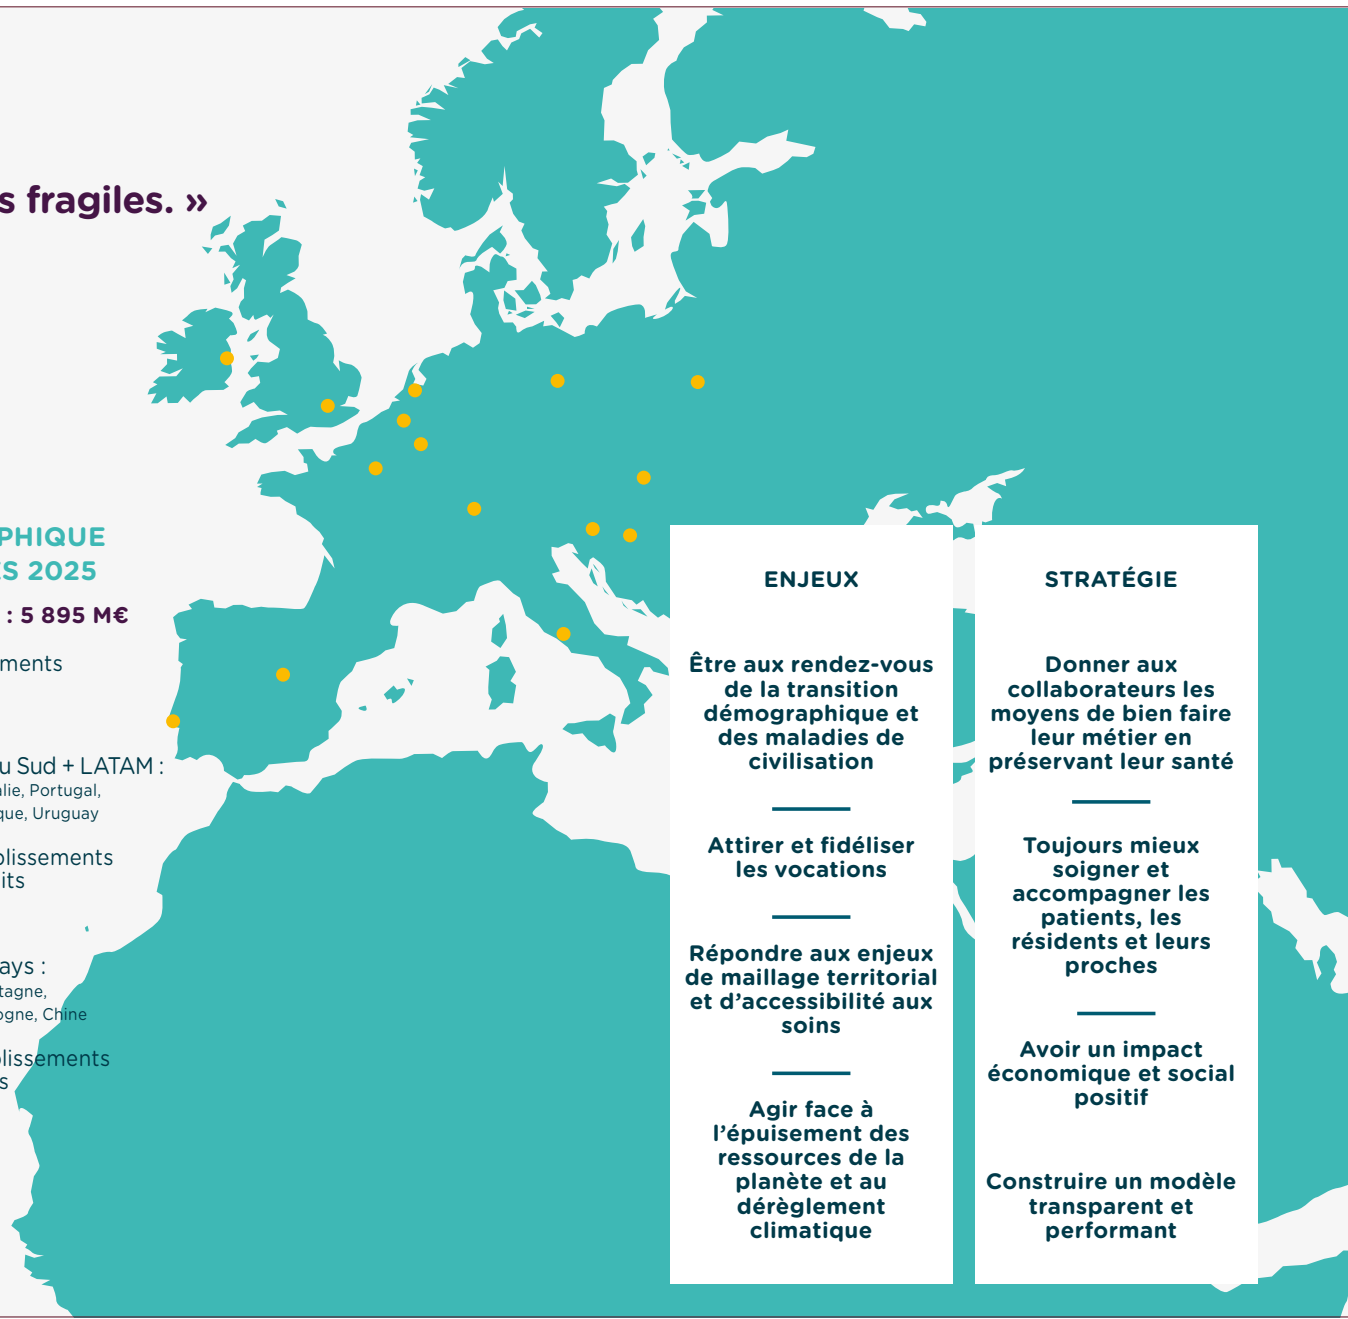 s fragiles. »
PHIQUE
ES 2025
: 5 895 M€
ments
u Sud + LATAM :
lie, Portugal,
que, Uruguay
olissements
its
ays :
tagne,
ogne, Chine
olissements
s
ENJEUX
Être aux rendez-vous
de la transition
démographique et
des maladies de
civilisation
Attirer et fidéliser
les vocations
Répondre aux enjeux
de maillage territorial
et d’accessibilité aux
soins
Agir face à
l’épuisement des
ressources de la
planète et au
dérèglement
climatique
STRATÉGIE
Donner aux
collaborateurs les
moyens de bien faire
leur métier en
préservant leur santé
Toujours mieux
soigner et
accompagner les
patients, les
résidents et leurs
proches
Avoir un impact
économique et social
positif
Construire un modèle
transparent et
performant